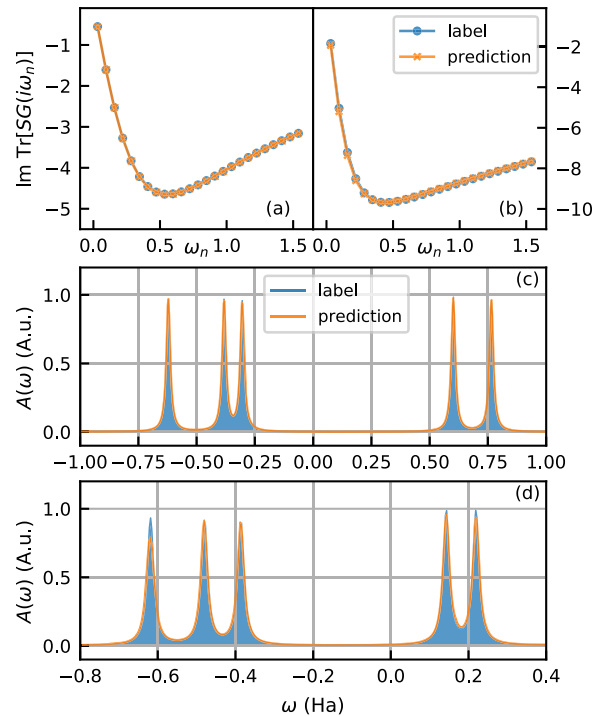 Im Tr[SG(iωn)]
−1
−2
−3
−4
−5
(a)
0.0 0.5 1.0 1.5
ωn
label
prediction
−2
−4
−6
−8
−10
(b)
0.0 0.5 1.0 1.5
ωn
A(ω) (A.u.)
1.0
0.5
0.0
label
prediction
(c)
−1.00 −0.75 −0.50 −0.25 0.00 0.25 0.50 0.75 1.00
A(ω) (A.u.)
1.0
0.5
0.0
(d)
−0.8 −0.6 −0.4 −0.2 0.0 0.2 0.4
ω (Ha)